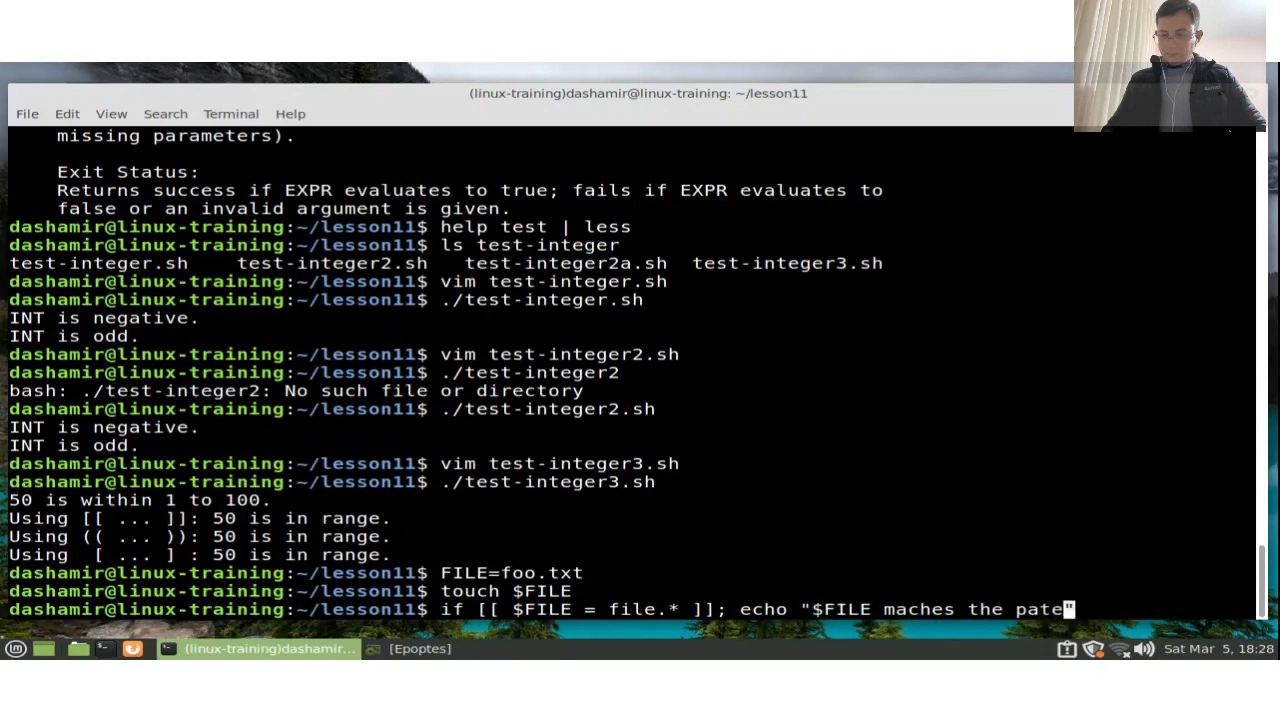 (linux-training)dashamir@linux-training: ~/lesson11
File Edit View Search Terminal Help
missing parameters).
Exit Status:
Returns success if EXPR evaluates to true; fails if EXPR evaluates to
false or an invalid argument is given.
dashamir@linux-training:~/lesson11$ help test | less
dashamir@linux-training:~/lesson11$ ls test-integer
test-integer.sh test-integer2.sh test-integer2a.sh test-integer3.sh
dashamir@linux-training:~/lesson11$ vim test-integer.sh
dashamir@linux-training:~/lesson11$ ./test-integer.sh
INT is negative.
INT is odd.
dashamir@linux-training:~/lesson11$ vim test-integer2.sh
dashamir@linux-training:~/lesson11$ ./test-integer2
bash: ./test-integer2: No such file or directory
dashamir@linux-training:~/lesson11$ ./test-integer2.sh
INT is negative.
INT is odd.
dashamir@linux-training:~/lesson11$ vim test-integer3.sh
dashamir@linux-training:~/lesson11$ ./test-integer3.sh
50 is within 1 to 100.
Using [[ ... ]]: 50 is in range.
Using (( ... )): 50 is in range.
Using  [ ... ] : 50 is in range.
dashamir@linux-training:~/lesson11$ FILE=foo.txt
dashamir@linux-training:~/lesson11$ touch $FILE
dashamir@linux-training:~/lesson11$ if [[ $FILE = file.* ]]; echo "$FILE maches the pate"
(linux-training)dashamir... [Epoptes] Sat Mar 5, 18:28